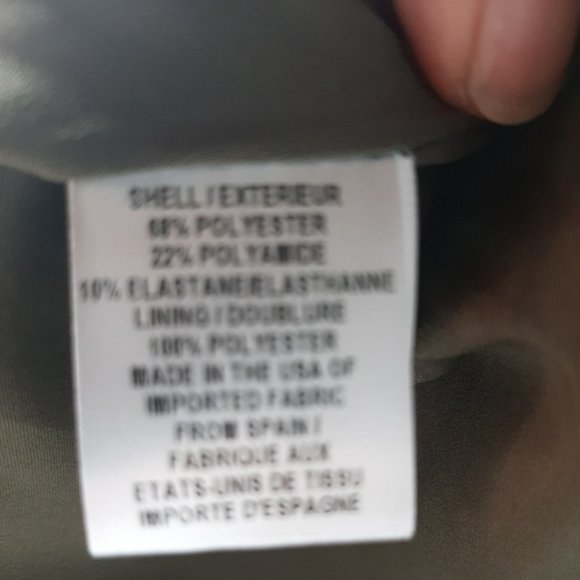 SHELL / EXTERIEUR
68% POLYESTER
22% POLYAMIDE
10% ELASTANE/ELASTHANNE
LINING / DOUBLURE
100% POLYESTER
MADE IN THE USA OF
IMPORTED FABRIC
FROM SPAIN /
FABRIQUE AUX
ETATS-UNIS DE TISSU
IMPORTE D'ESPAGNE